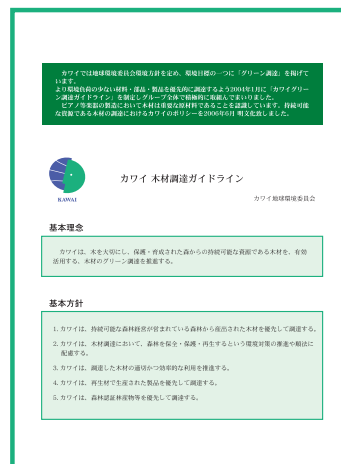 カワイでは地球環境委員会環境方針を定め、環境目標の一つに「グリーン調達」を掲げて
います。
より環境負荷の少ない材料・部品・製品を優先的に調達するよう2004年1月に「カワイグリー
ン調達ガイドライン」を制定しグループ全体で積極的に取組んでまいりました。
ピアノ等楽器の製造において木材は重要な原材料であることを認識しています。持続可能
な資源である木材の調達におけるカワイのポリシーを2006年6月 明文化致しました。
KAWAI
カワイ 木材調達ガイドライン
カワイ地球環境委員会
基本理念
カワイは、木を大切にし、保護・育成された森からの持続可能な資源である木材を、有効
活用する、木材のグリーン調達を推進する。
基本方針
1. カワイは、持続可能な森林経営が営まれている森林から産出された木材を優先して調達する。
2. カワイは、木材調達において、森林を保全・保護・再生するという環境対策の推進や順法に
配慮する。
3. カワイは、調達した木材の適切かつ効率的な利用を推進する。
4. カワイは、再生材で生産された製品を優先して調達する。
5. カワイは、森林認証林産物等を優先して調達する。